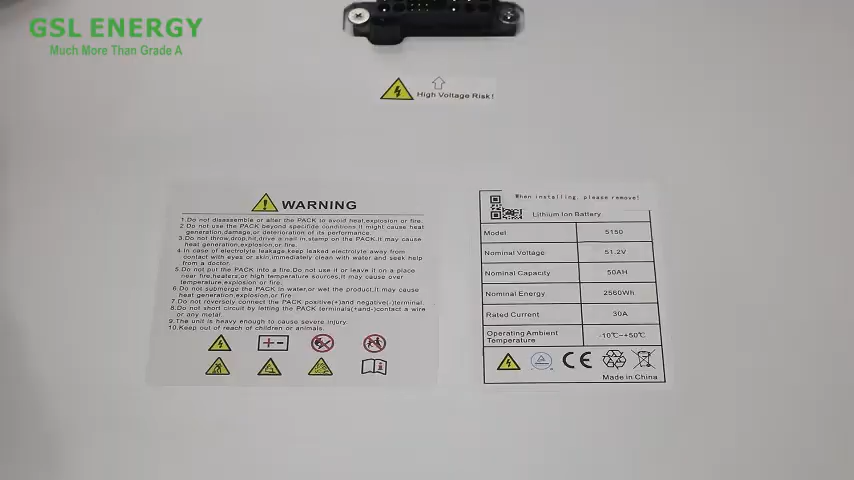 GSL ENERGY
Much More Than Grade A
High Voltage Risk!
WARNING
1.Do not disassemble or alter the PACK to avoid heat,explosion or fire.
2.Do not use the PACK beyond specifide conditions.It might cause heat
generation,damage,or deterioration of its performance.
3.Do not throw,drop,hit,drive a nail in,stamp on the PACK.It may cause
heat generation,explosion or fire.
4.In case of electrolyte leakage,keep leaked electrolyte away from
contact with eyes or skin.immediately clean with water and seek help
from a doctor.
5.Do not put the PACK into a fire.Do not use it or leave it on a place
near fire,heaters,or high temperature sources.It may cause over
temperature.explosion or fire.
6.Do not submerge the PACK in water,or wet the product.it may cause
heat generation,explosion,or fire
7.Do not reversely connect the PACK positive(+)and negative(-)terminal.
8.Do not short circuit by letting the PACK terminals(+and-)contact a wire
or any metal.
9.The unit is heavy enough to cause severe injury.
10.Keep out of reach of children or animals.
When installing, please remove!
Lithium Ion Battery
Model 5150
Nominal Voltage 51.2V
Nominal Capacity 50AH
Nominal Energy 2560Wh
Rated Current 30A
Operating Ambient
Temperature -10℃~+50℃
CE
Made in China